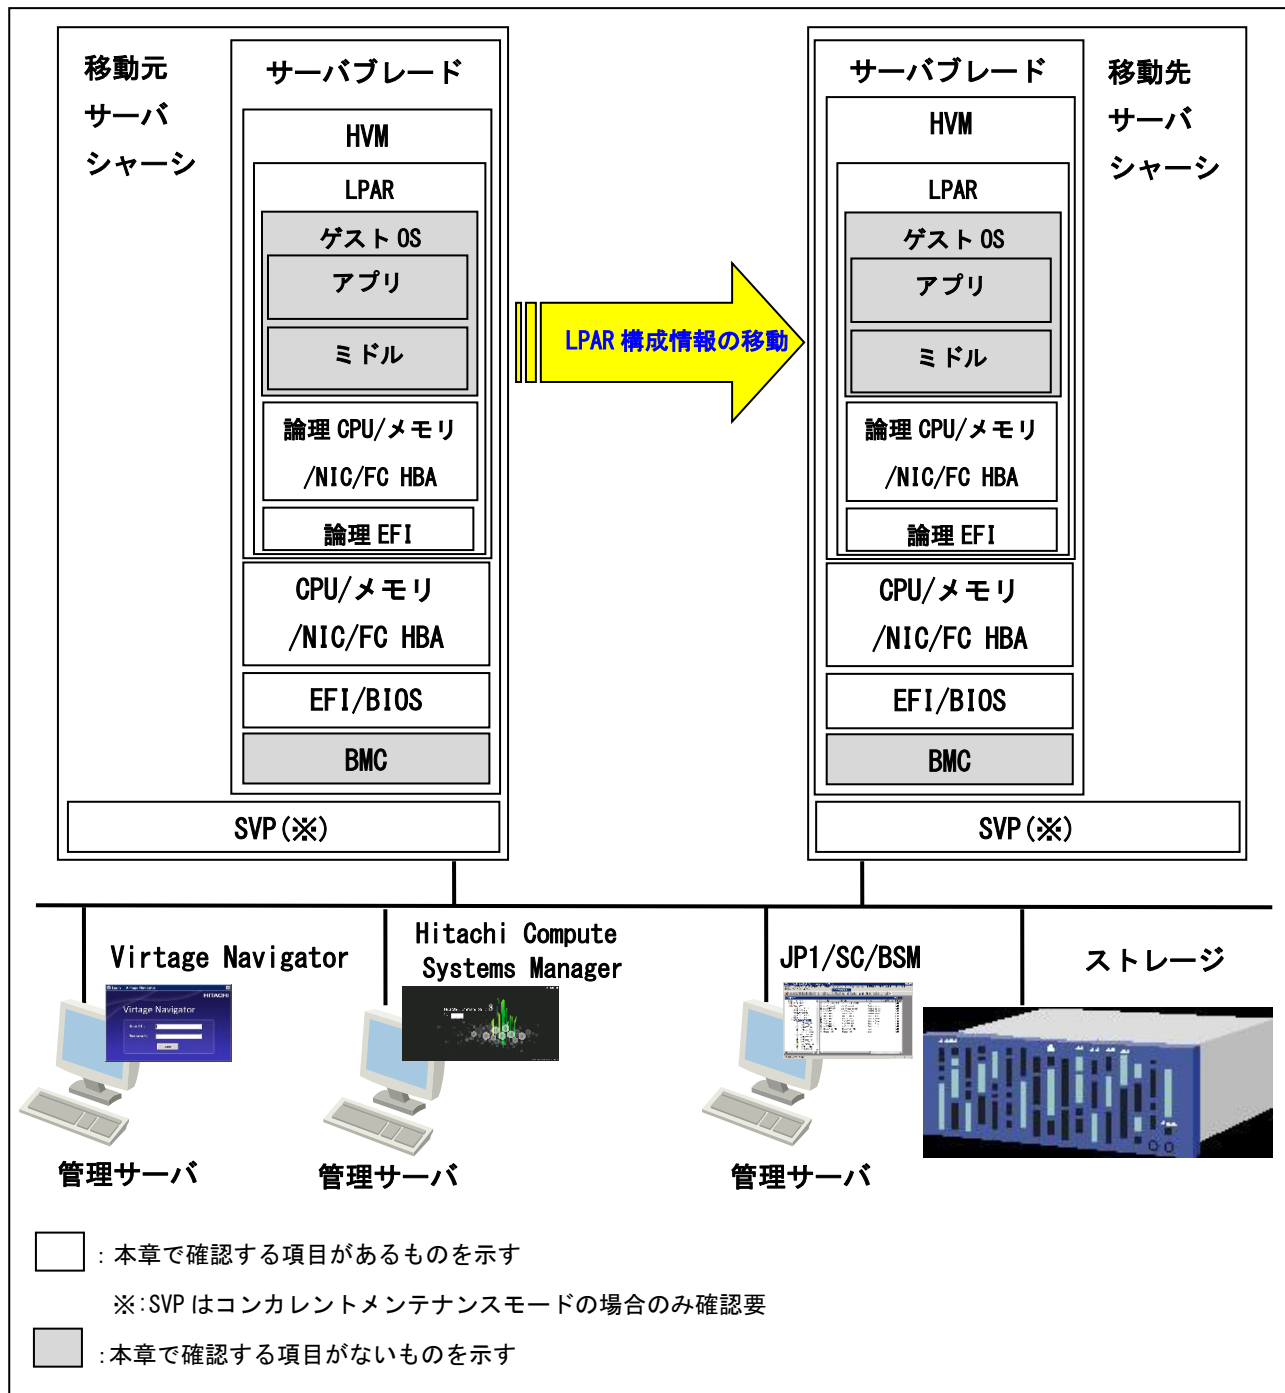 移動元
サーバ
シャーシ
サーバブレード
HVM
LPAR
ゲスト OS
アプリ
ミドル
論理 CPU/メモリ
/NIC/FC HBA
論理 EFI
CPU/メモリ
/NIC/FC HBA
EFI/BIOS
BMC
SVP(※)
LPAR 構成情報の移動
サーバブレード
HVM
LPAR
ゲスト OS
アプリ
ミドル
論理 CPU/メモリ
/NIC/FC HBA
論理 EFI
CPU/メモリ
/NIC/FC HBA
EFI/BIOS
BMC
SVP(※)
移動先
サーバ
シャーシ
Virtage Navigator
HITACHI
Virtage Navigator
管理サーバ
Hitachi Compute
Systems Manager
管理サーバ
JP1/SC/BSM
管理サーバ
ストレージ
：本章で確認する項目があるものを示す
※：SVP はコンカレントメンテナンスモードの場合のみ確認要
：本章で確認する項目がないものを示す